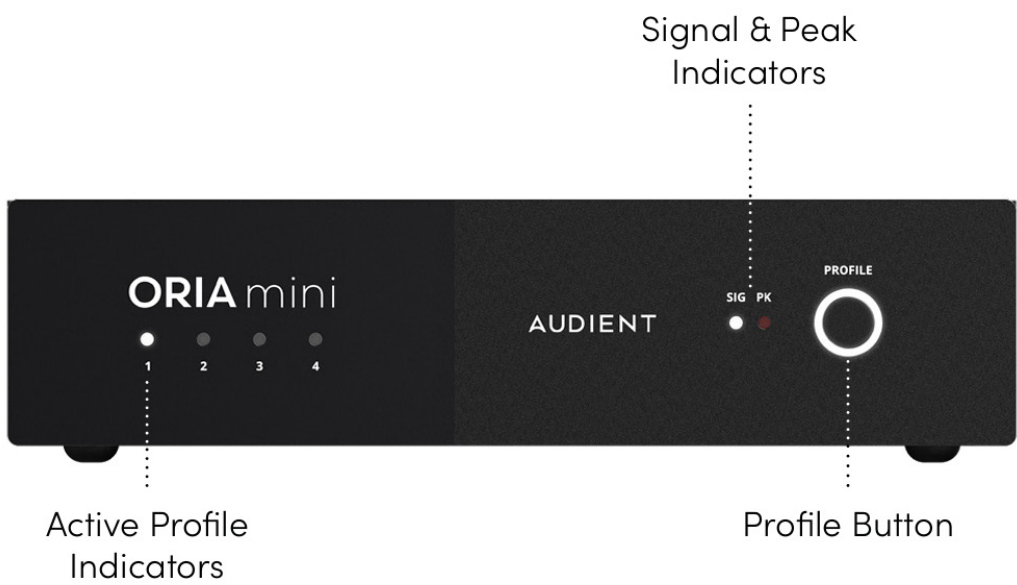 Signal & Peak
Indicators
PROFILE
ORIA mini
SIG PK
AUDIENT
1 2 3 4
Active Profile
Indicators
Profile Button